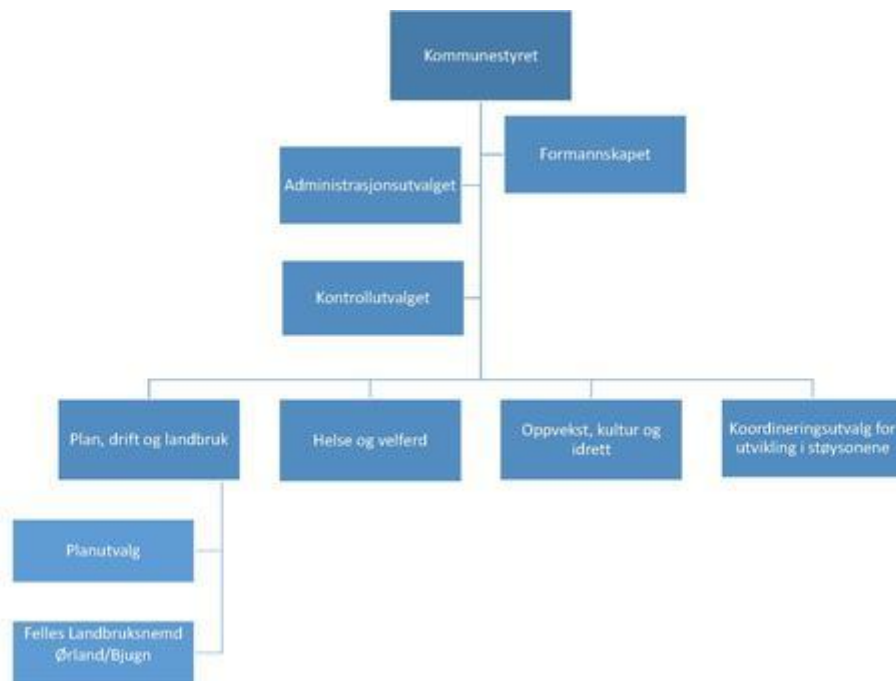 Kommunestyret
Formannskapet
Administrasjonsutvalget
Kontrollutvalget
Plan, drift og landbruk
Helse og velferd
Oppvekst, kultur og
idrett
Koordineringsutvalg for
utvikling i støysonene
Planutvalg
Felles Landbruksnemd
Ørland/Bjugn